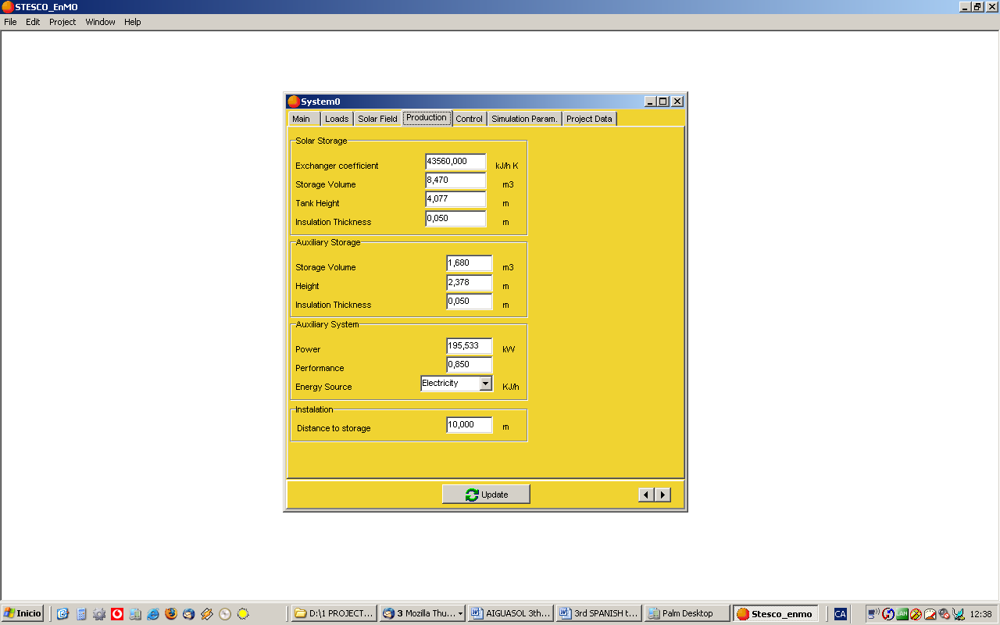 STESCO_EnMO
File Edit Project Window Help
System0
Main Loads Solar Field Production Control Simulation Param. Project Data
Solar Storage
Exchanger coefficient 43560,000 kJ/h K
Storage Volume 8,470 m3
Tank Height 4,077 m
Insulation Thickness 0,050 m
Auxiliary Storage
Storage Volume 1,680 m3
Height 2,378 m
Insulation Thickness 0,050 m
Auxiliary System
Power 195,533 kW
Performance 0,850
Energy Source Electricity KJ/h
Instalation
Distance to storage 10,000 m
Update
Inicio D:\1 PROJECT... 3 Mozilla Thu... AIGUASOL 3th... 3rd SPANISH t... Palm Desktop Stesco_enmo CA LAN 12:38